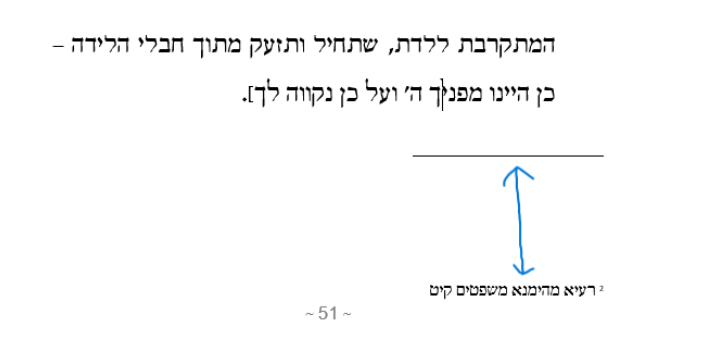 המתקרבת ללדת, שתחיל ותזעק מתוך חבלי הלידה –
כן היינו מפניך ה' ועל כן נקווה לך].
² רעיא מהימנא משפטים קיט
~ 51 ~